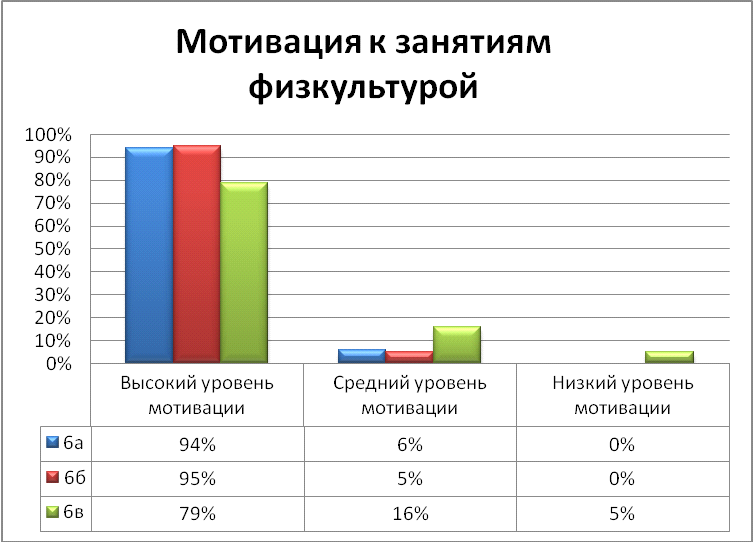 Мотивация к занятиям
физкультурой
100%
90%
80%
70%
60%
50%
40%
30%
20%
10%
0%
Высокий уровень мотивации
Средний уровень мотивации
Низкий уровень мотивации
6а 94% 6% 0%
6б 95% 5% 0%
6в 79% 16% 5%